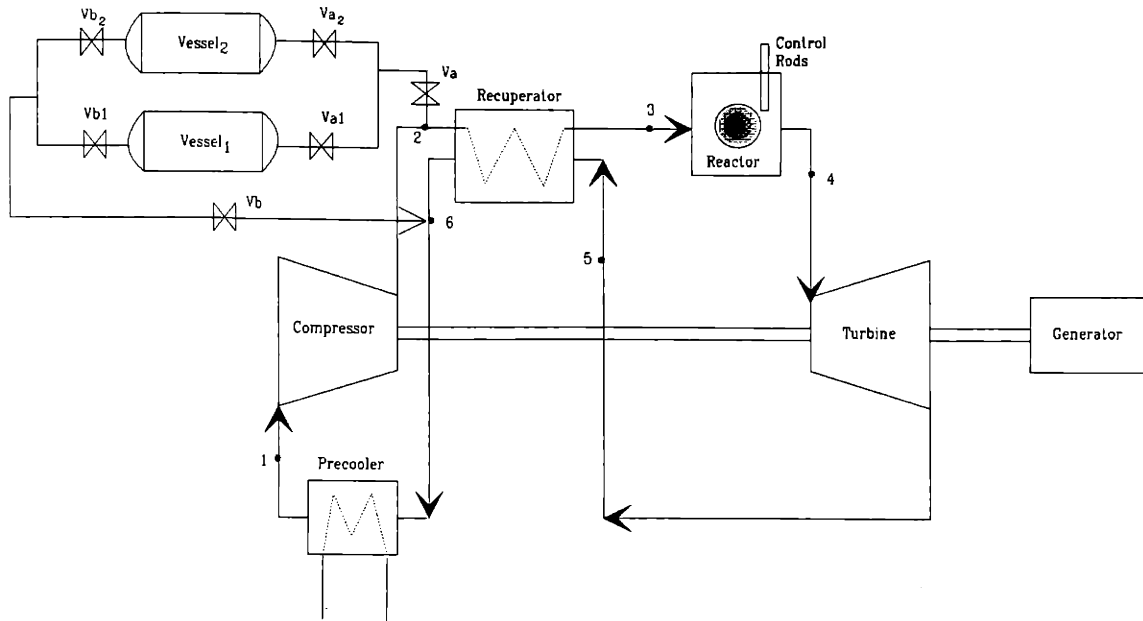 Vb₂
Va₂
Vessel₂
Va
Control
Rods
Recuperator
Vb1
Va1
Vessel₁
2
3
Reactor
4
Vb
6
5
Compressor
Turbine
Generator
1
Precooler